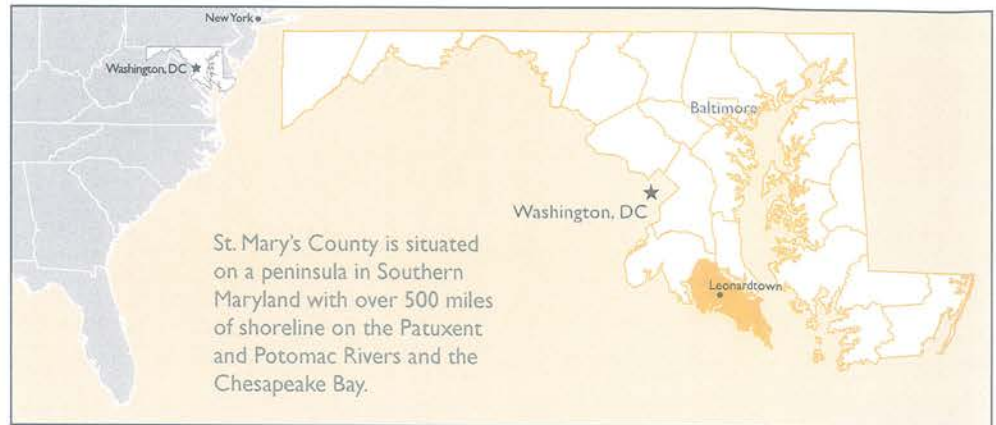 New York
Washington, DC
Baltimore
Washington, DC
St. Mary's County is situated
on a peninsula in Southern
Maryland with over 500 miles
of shoreline on the Patuxent
and Potomac Rivers and the
Chesapeake Bay.
Leonardtown